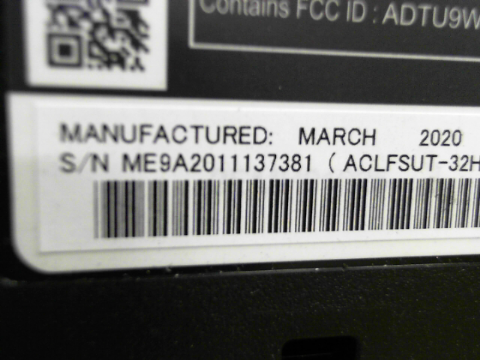 Contains FCC ID : ADTU9W
MANUFACTURED: MARCH 2020
S/N ME9A2011137381 ( ACLFSUT-32H